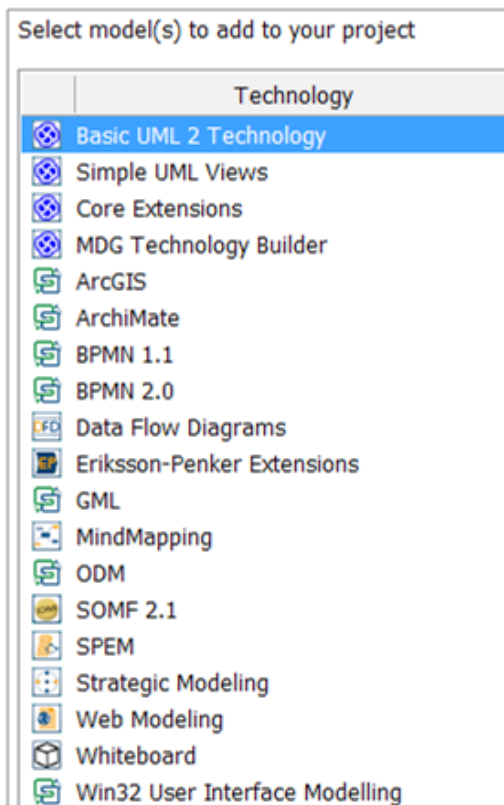 Select model(s) to add to your project
Technology
Basic UML 2 Technology
Simple UML Views
Core Extensions
MDG Technology Builder
ArcGIS
ArchiMate
BPMN 1.1
BPMN 2.0
DFD Data Flow Diagrams
EP Eriksson-Penker Extensions
GML
MindMapping
ODM
SOMF 2.1
SPEM
Strategic Modeling
Web Modeling
Whiteboard
Win32 User Interface Modelling